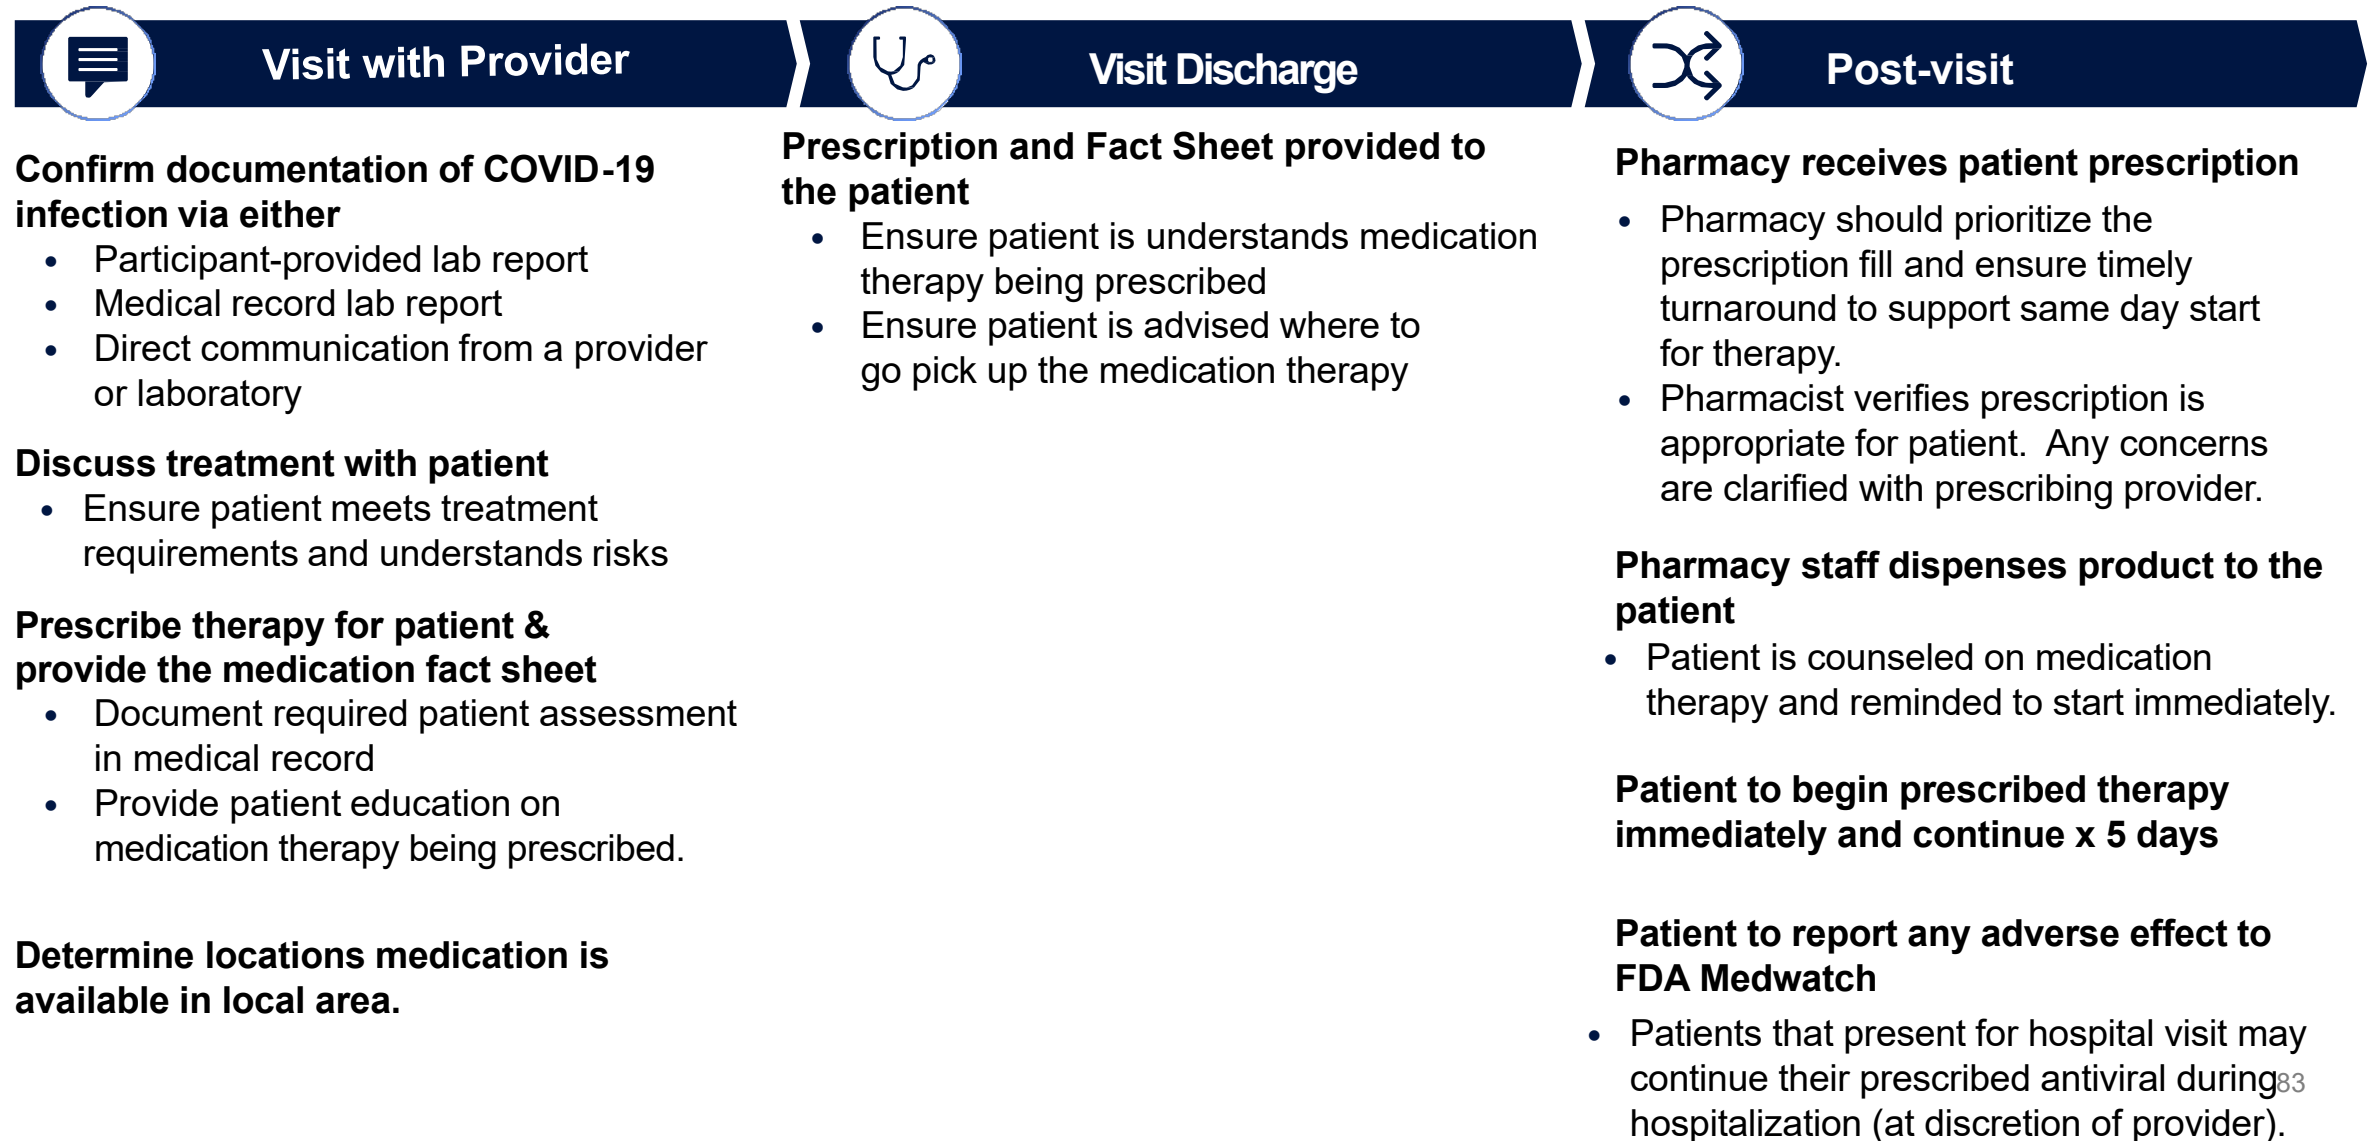 Visit with Provider
Visit Discharge
Post-visit
Confirm documentation of COVID-19
infection via either
• Participant-provided lab report
• Medical record lab report
• Direct communication from a provider
or laboratory
Discuss treatment with patient
• Ensure patient meets treatment
requirements and understands risks
Prescribe therapy for patient &
provide the medication fact sheet
• Document required patient assessment
in medical record
• Provide patient education on
medication therapy being prescribed.
Determine locations medication is
available in local area.
Prescription and Fact Sheet provided to
the patient
• Ensure patient is understands medication
therapy being prescribed
• Ensure patient is advised where to
go pick up the medication therapy
Pharmacy receives patient prescription
• Pharmacy should prioritize the
prescription fill and ensure timely
turnaround to support same day start
for therapy.
• Pharmacist verifies prescription is
appropriate for patient.  Any concerns
are clarified with prescribing provider.
Pharmacy staff dispenses product to the
patient
• Patient is counseled on medication
therapy and reminded to start immediately.
Patient to begin prescribed therapy
immediately and continue x 5 days
Patient to report any adverse effect to
FDA Medwatch
• Patients that present for hospital visit may
continue their prescribed antiviral during
hospitalization (at discretion of provider).
83